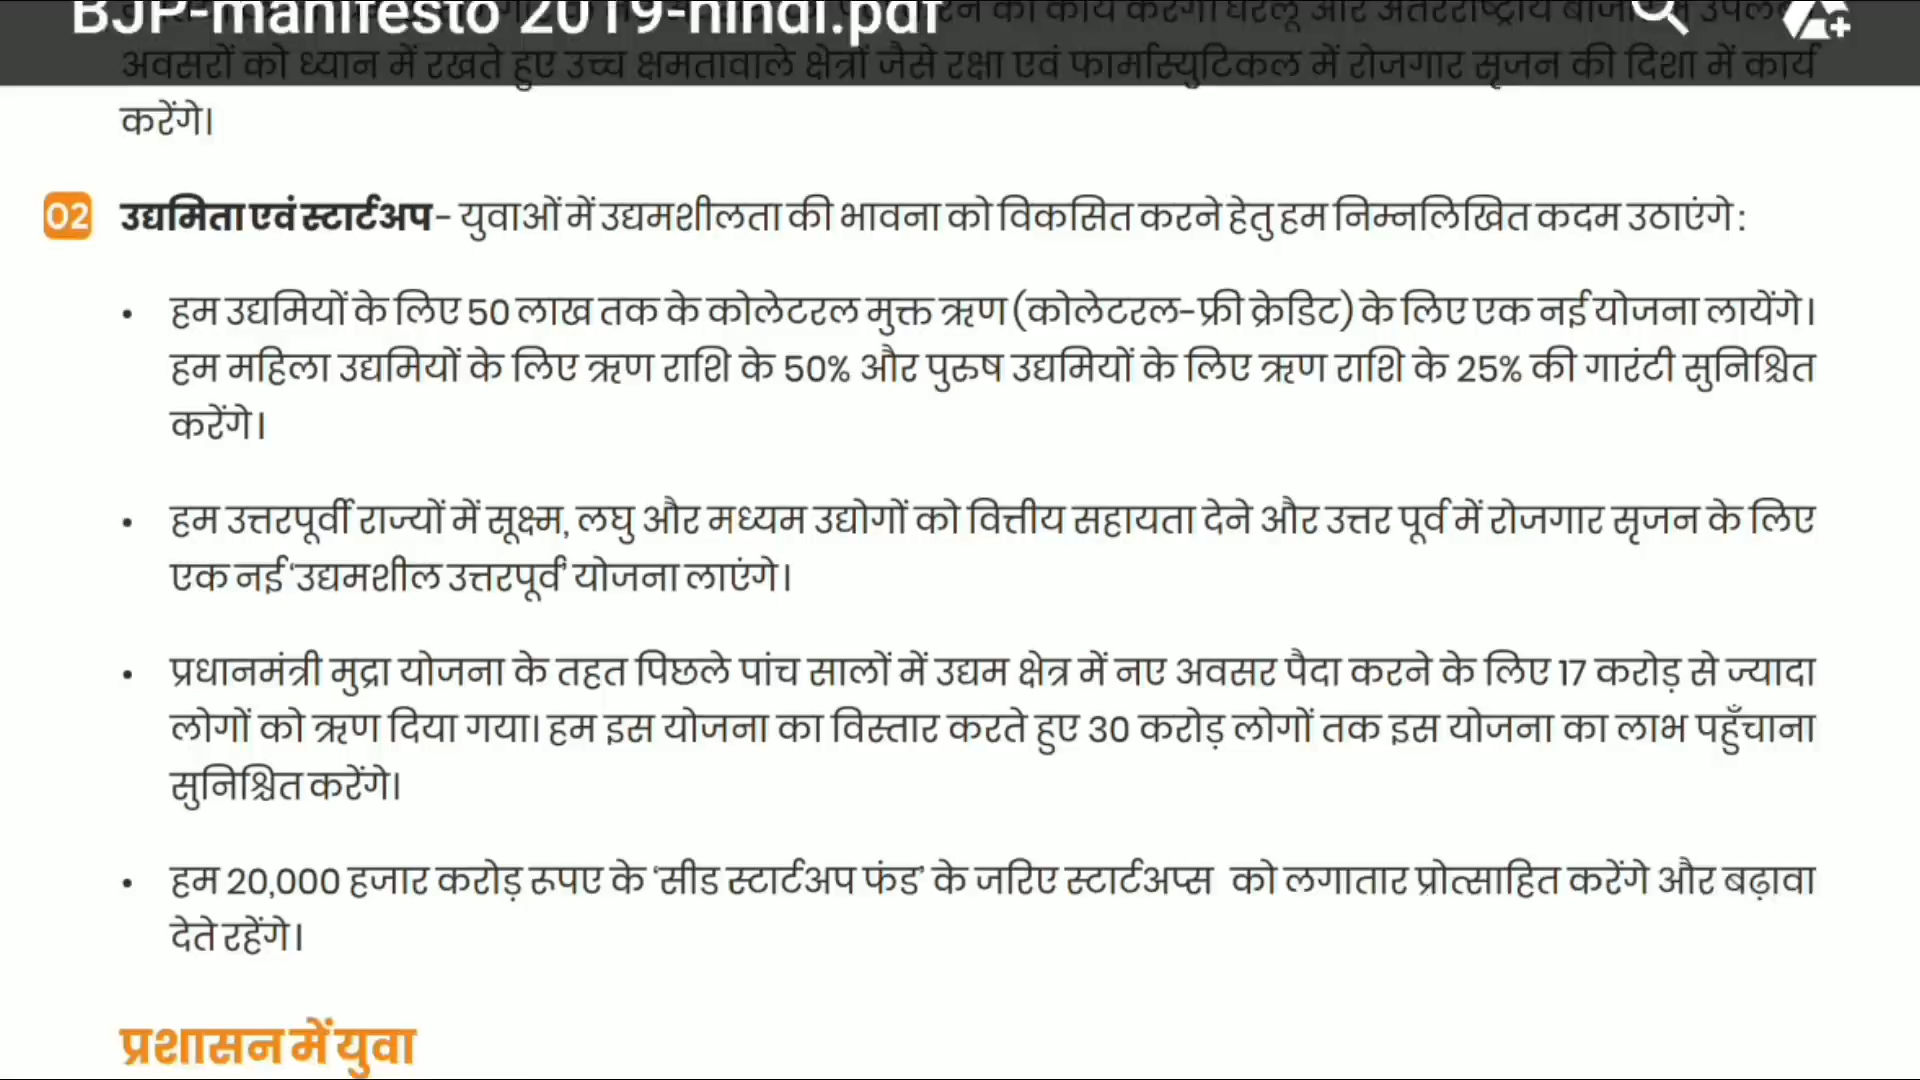 BJP-manifesto 2019-hindi.pdf
अवसरों को ध्यान में रखते हुए उच्च क्षमतावाले क्षेत्रों जैसे रक्षा एवं फार्मास्युटिकल में रोजगार सृजन की दिशा में कार्य
करेंगे।
02 उद्यमिता एवं स्टार्टअप- युवाओं में उद्यमशीलता की भावना को विकसित करने हेतु हम निम्नलिखित कदम उठाएंगे :
• हम उद्यमियों के लिए 50 लाख तक के कोलेटरल मुक्त ऋण (कोलेटरल-फ्री क्रेडिट) के लिए एक नई योजना लायेंगे।
हम महिला उद्यमियों के लिए ऋण राशि के 50% और पुरुष उद्यमियों के लिए ऋण राशि के 25% की गारंटी सुनिश्चित
करेंगे।
• हम उत्तरपूर्वी राज्यों में सूक्ष्म, लघु और मध्यम उद्योगों को वित्तीय सहायता देने और उत्तर पूर्व में रोजगार सृजन के लिए
एक नई 'उद्यमशील उत्तरपूर्व' योजना लाएंगे।
• प्रधानमंत्री मुद्रा योजना के तहत पिछले पांच सालों में उद्यम क्षेत्र में नए अवसर पैदा करने के लिए 17 करोड़ से ज्यादा
लोगों को ऋण दिया गया। हम इस योजना का विस्तार करते हुए 30 करोड़ लोगों तक इस योजना का लाभ पहुँचाना
सुनिश्चित करेंगे।
• हम 20,000 हजार करोड़ रूपए के 'सीड स्टार्टअप फंड' के जरिए स्टार्टअप्स को लगातार प्रोत्साहित करेंगे और बढ़ावा
देते रहेंगे।
प्रशासन में युवा